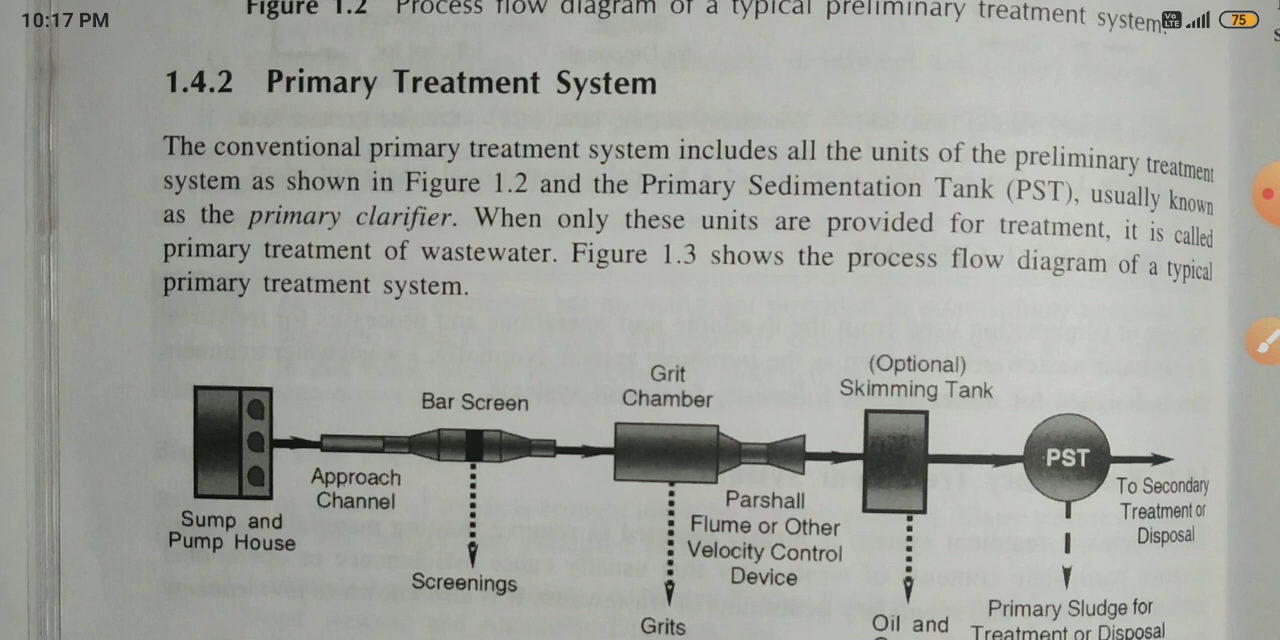 10:17 PM
Figure 1.2 Process flow diagram of a typical preliminary treatment system.
Vo LTE 75
1.4.2 Primary Treatment System
The conventional primary treatment system includes all the units of the preliminary treatment
system as shown in Figure 1.2 and the Primary Sedimentation Tank (PST), usually known
as the primary clarifier. When only these units are provided for treatment, it is called
primary treatment of wastewater. Figure 1.3 shows the process flow diagram of a typical
primary treatment system.
Bar Screen
Grit
Chamber
(Optional)
Skimming Tank
PST
Approach
Channel
Sump and
Pump House
Screenings
Parshall
Flume or Other
Velocity Control
Device
To Secondary
Treatment or
Disposal
Grits
Oil and
Primary Sludge for
Treatment or Disposal